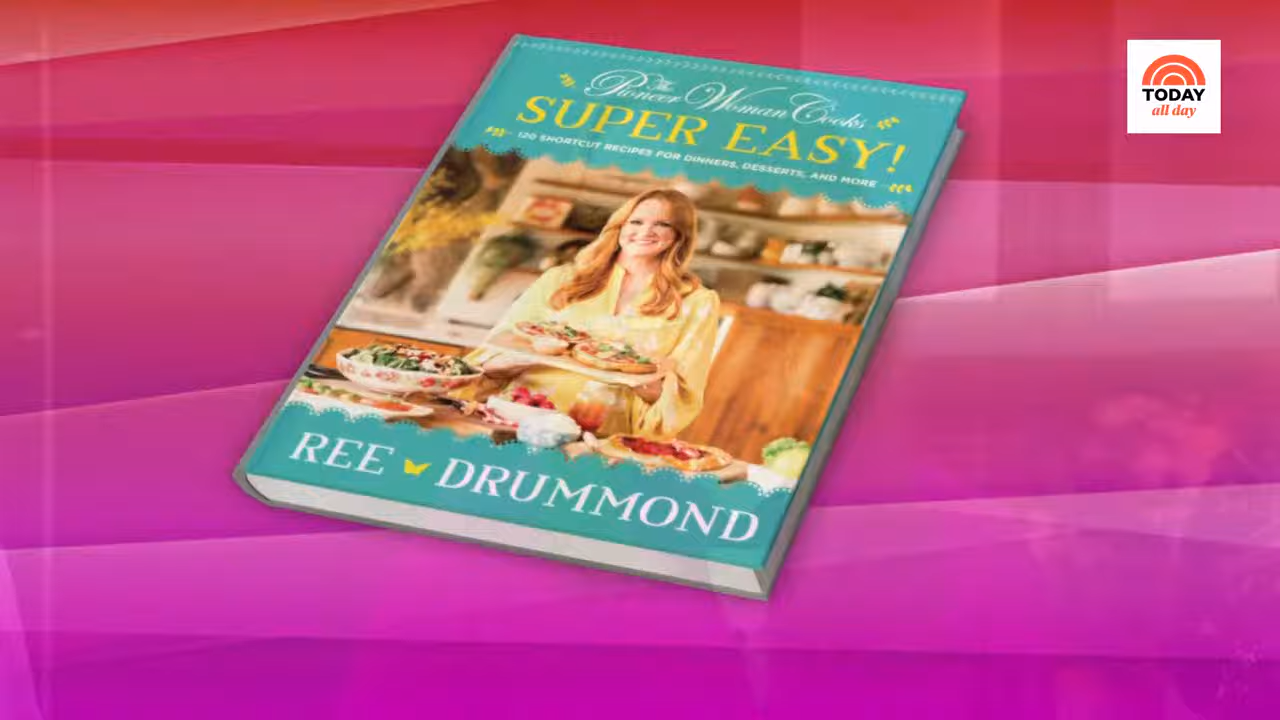 The
Pioneer Woman Cooks
SUPER EASY!
120 SHORTCUT RECIPES FOR DINNERS, DESSERTS, AND MORE
REE DRUMMOND
TODAY
all day